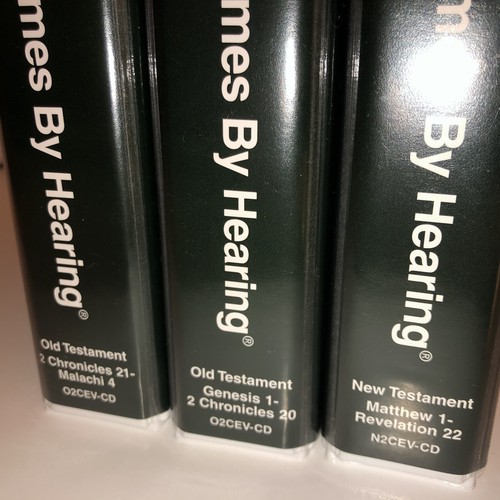 mes By Hearing®
Old Testament
2 Chronicles 21-
Malachi 4
O2CEV-CD
mes By Hearing®
Old Testament
Genesis 1-
2 Chronicles 20
O2CEV-CD
m By Hearing®
New Testament
Matthew 1-
Revelation 22
N2CEV-CD